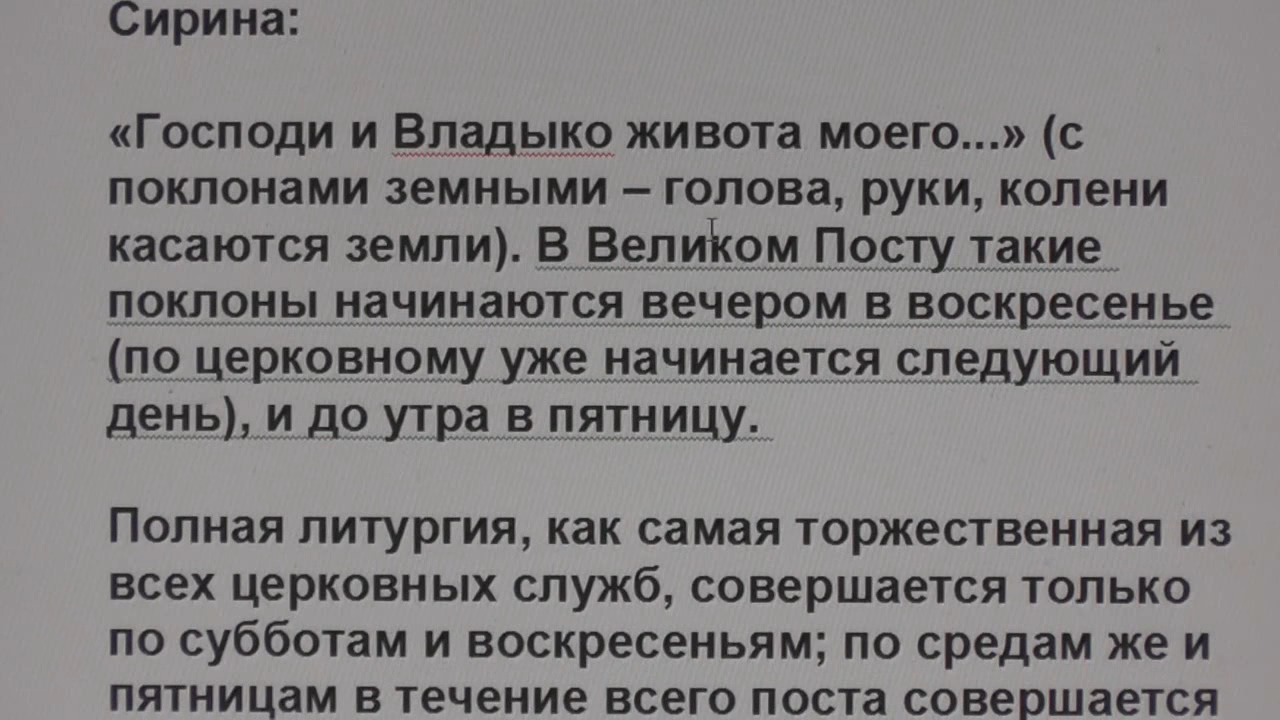 Сирина:
«Господи и Владыко живота моего...» (с
поклонами земными – голова, руки, колени
касаются земли). В Великом Посту такие
поклоны начинаются вечером в воскресенье
(по церковному уже начинается следующий
день), и до утра в пятницу.
Полная литургия, как самая торжественная из
всех церковных служб, совершается только
по субботам и воскресеньям; по средам же и
пятницам в течение всего поста совершается